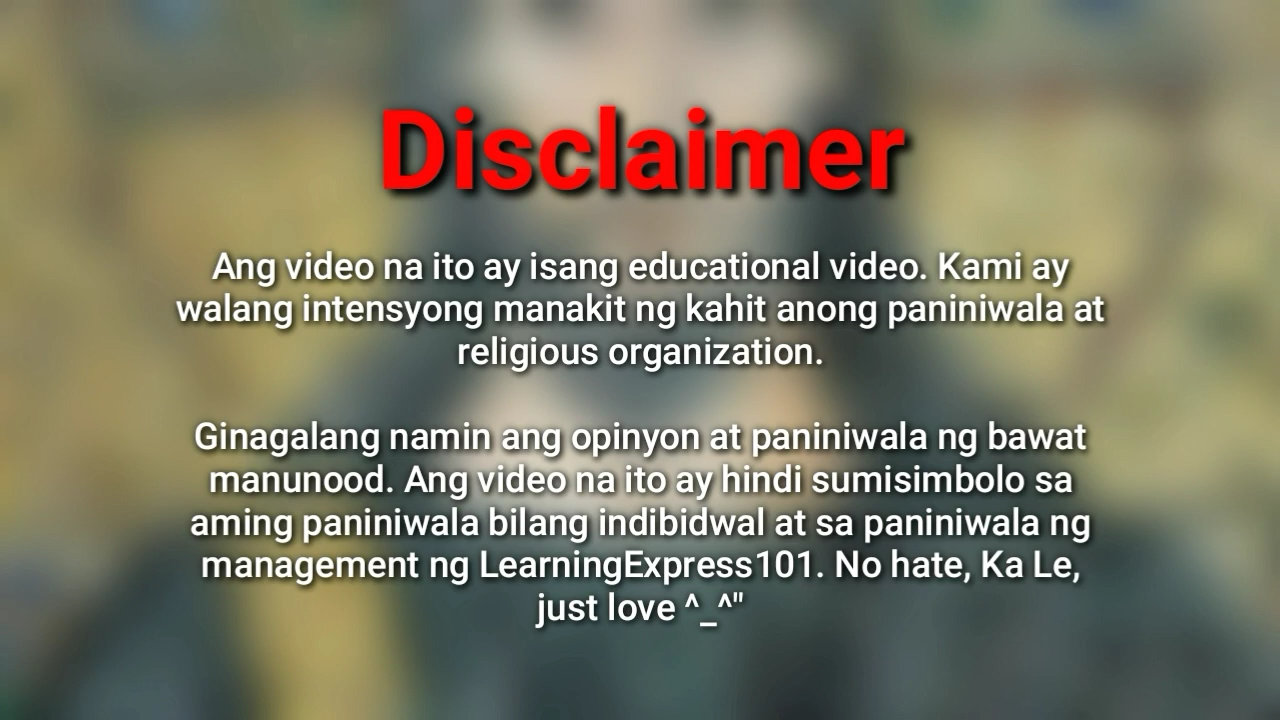 Disclaimer
Ang video na ito ay isang educational video. Kami ay
walang intensyong manakit ng kahit anong paniniwala at
religious organization.
Ginagalang namin ang opinyon at paniniwala ng bawat
manunood. Ang video na ito ay hindi sumisimbolo sa
aming paniniwala bilang indibidwal at sa paniniwala ng
management ng LearningExpress101. No hate, Ka Le,
just love ^_^"